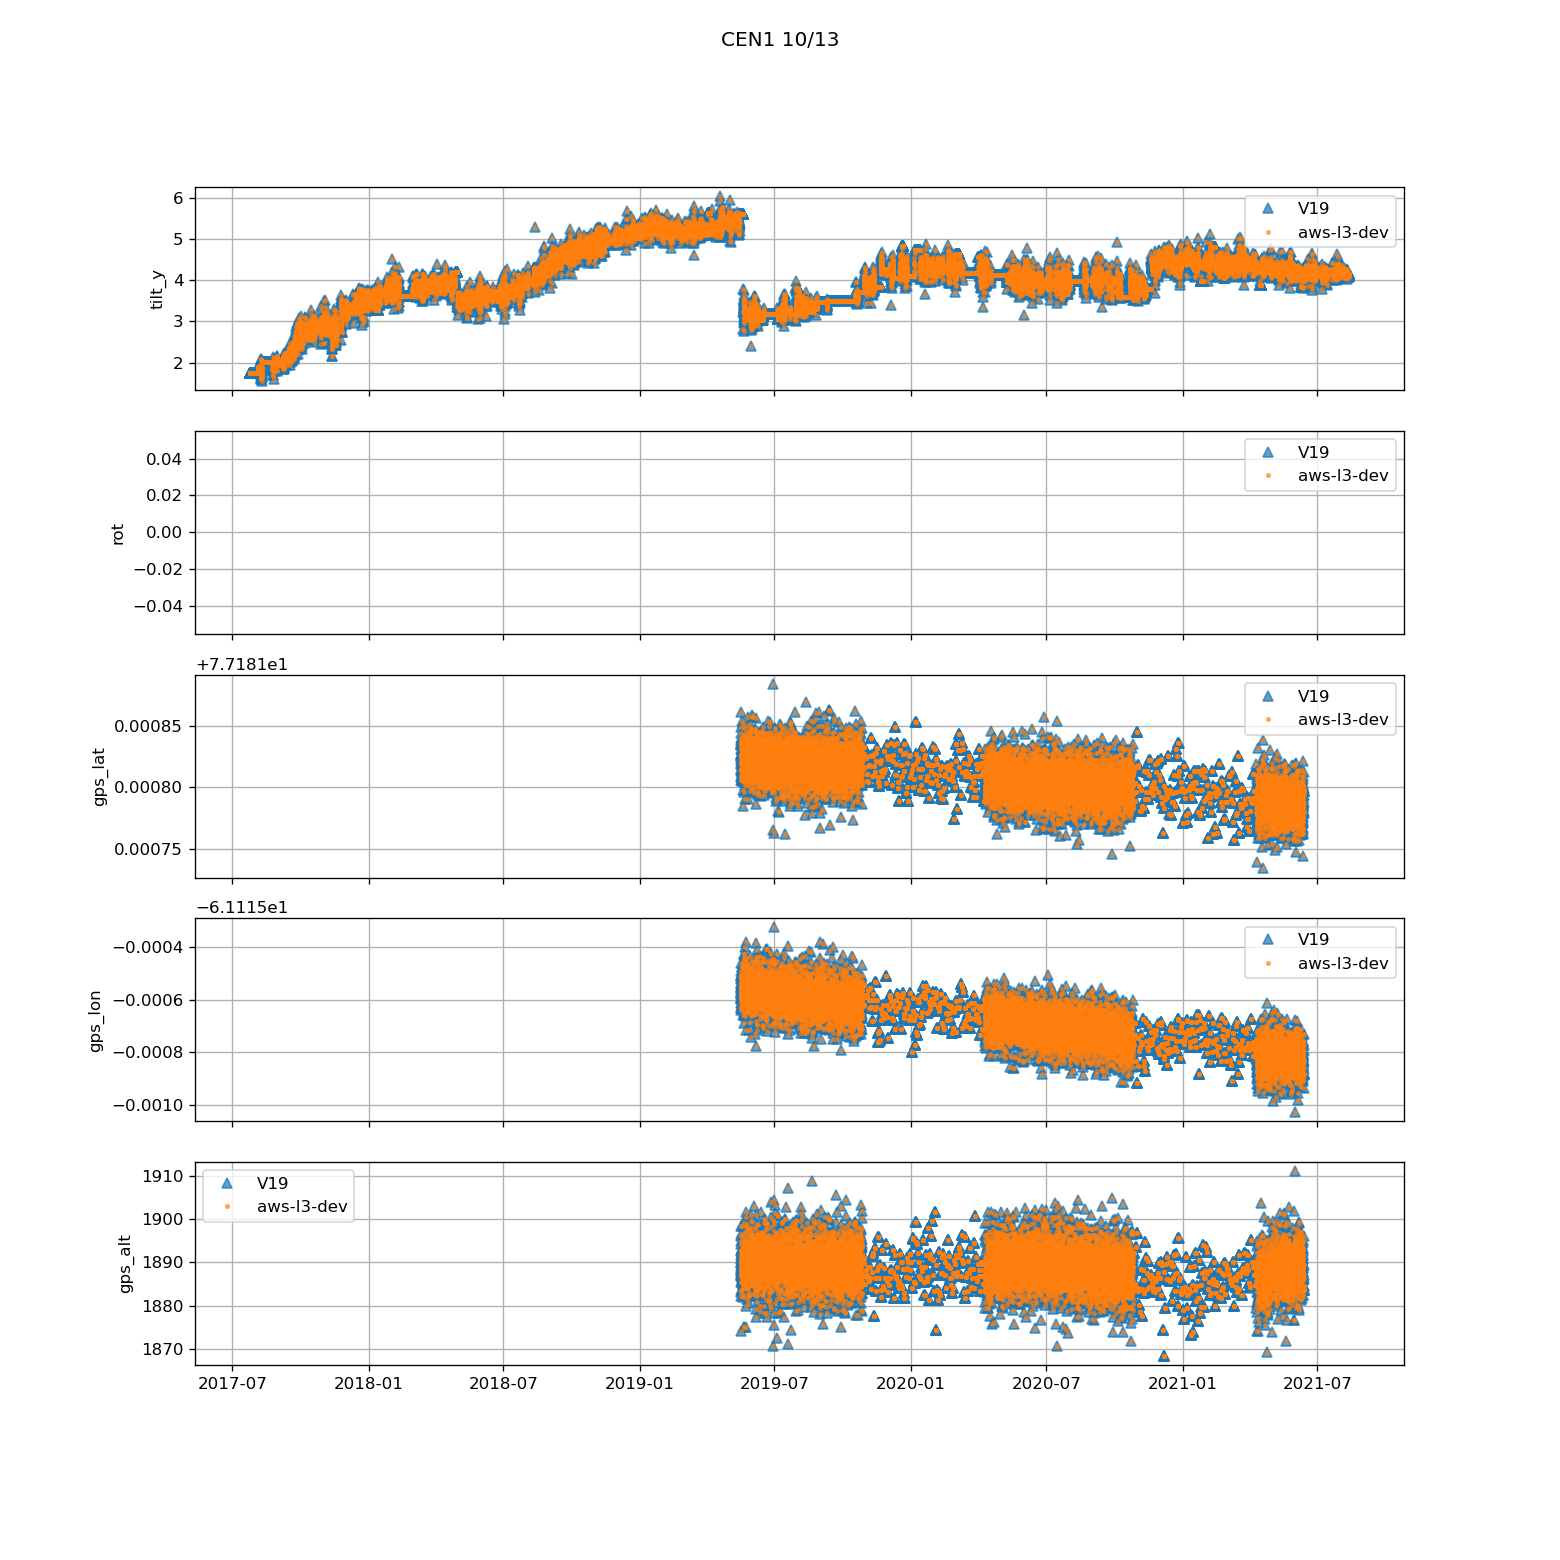 CEN1 10/13
6
5
4
3
2
tilt_y
V19
aws-l3-dev
0.04
0.02
0.00
−0.02
−0.04
rot
V19
aws-l3-dev
+7.7181e1
0.00085
0.00080
0.00075
gps_lat
V19
aws-l3-dev
−6.1115e1
−0.0004
−0.0006
−0.0008
−0.0010
gps_lon
V19
aws-l3-dev
1910
1900
1890
1880
1870
gps_alt
V19
aws-l3-dev
2017-07 2018-01 2018-07 2019-01 2019-07 2020-01 2020-07 2021-01 2021-07